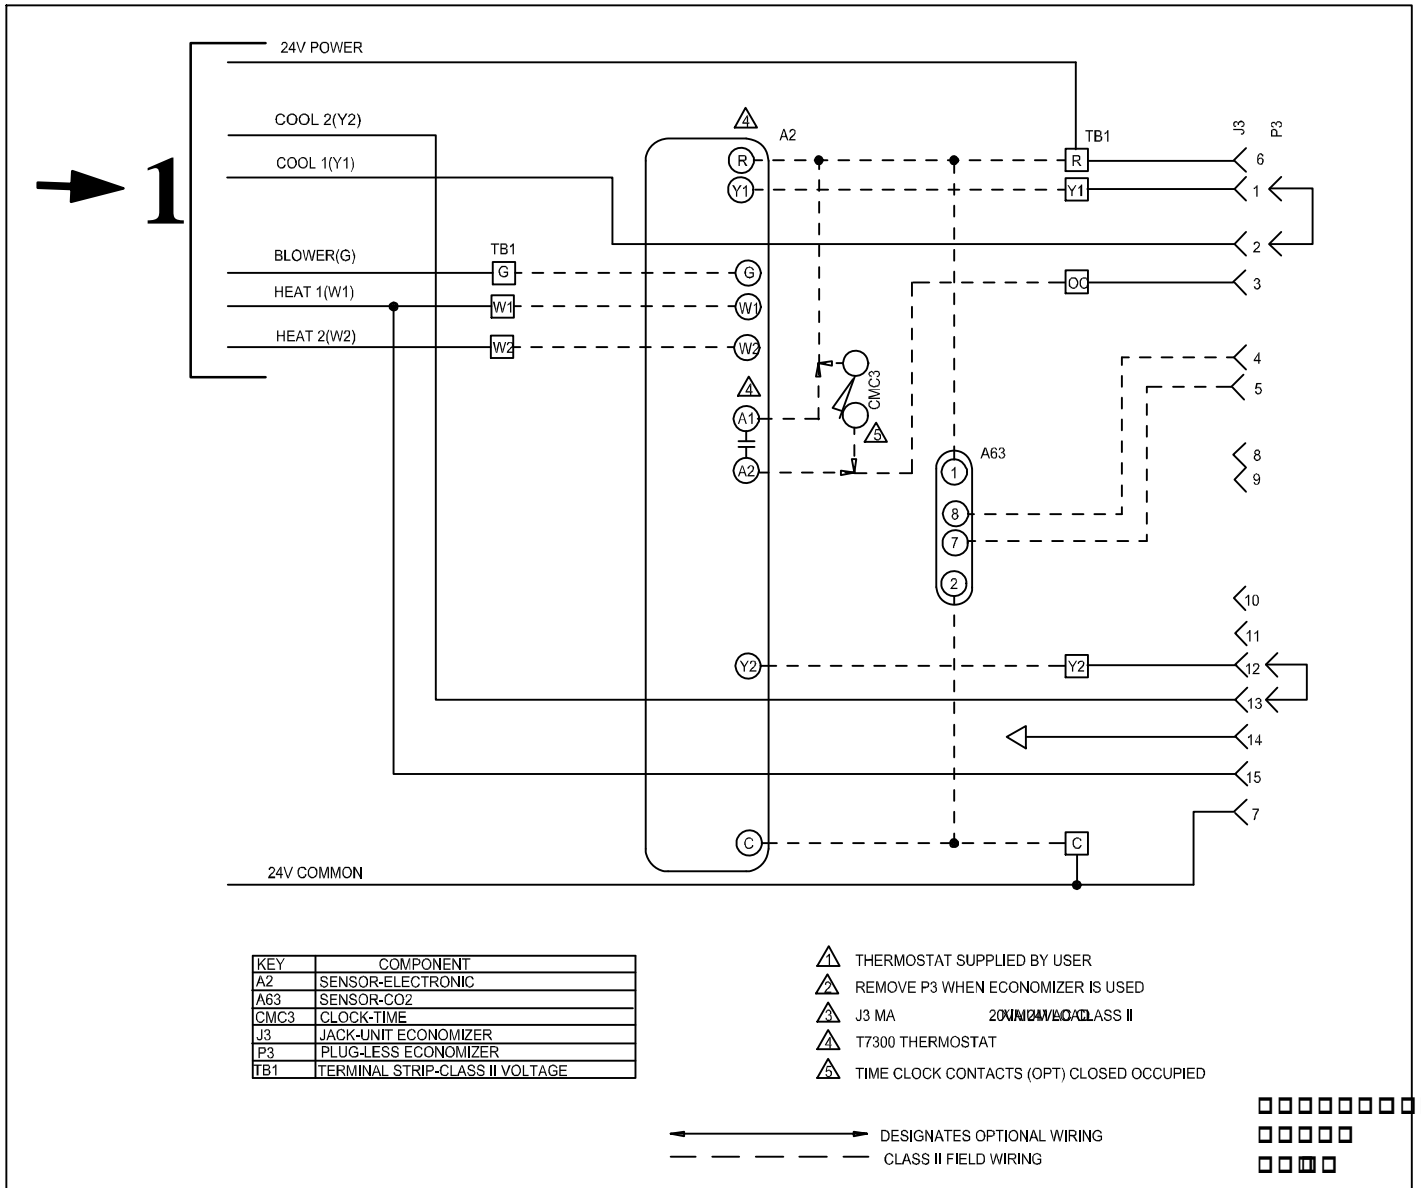 24V POWER
COOL 2(Y2)
COOL 1(Y1)
1
BLOWER(G)
HEAT 1(W1)
HEAT 2(W2)
TB1
G
W1
W2
4
A2
R
Y1
G
W1
W2
4
A1
A2
Y2
C
CMC3
5
A63
1
8
7
2
TB1
R
Y1
OC
Y2
C
J3
P3
6
1
2
3
4
5
8
9
10
11
12
13
14
15
7
24V COMMON
KEY COMPONENT
A2 SENSOR-ELECTRONIC
A63 SENSOR-CO2
CMC3 CLOCK-TIME
J3 JACK-UNIT ECONOMIZER
P3 PLUG-LESS ECONOMIZER
TB1 TERMINAL STRIP-CLASS II VOLTAGE
1 THERMOSTAT SUPPLIED BY USER
2 REMOVE P3 WHEN ECONOMIZER IS USED
3 J3 MA CLASS II
4 T7300 THERMOSTAT
5 TIME CLOCK CONTACTS (OPT) CLOSED OCCUPIED
DESIGNATES OPTIONAL WIRING
CLASS II FIELD WIRING